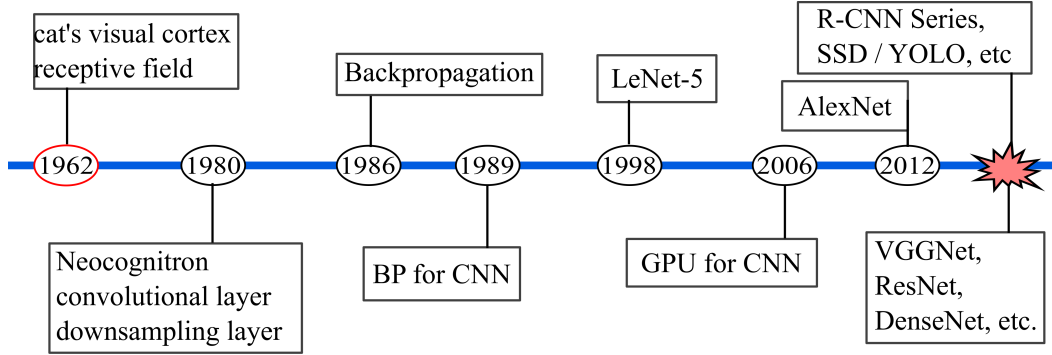 cat's visual cortex
receptive field
Backpropagation
LeNet-5
AlexNet
R-CNN Series,
SSD / YOLO, etc
1962
1980
1986
1989
1998
2006
2012
Neocognitron
convolutional layer
downsampling layer
BP for CNN
GPU for CNN
VGGNet,
ResNet,
DenseNet, etc.